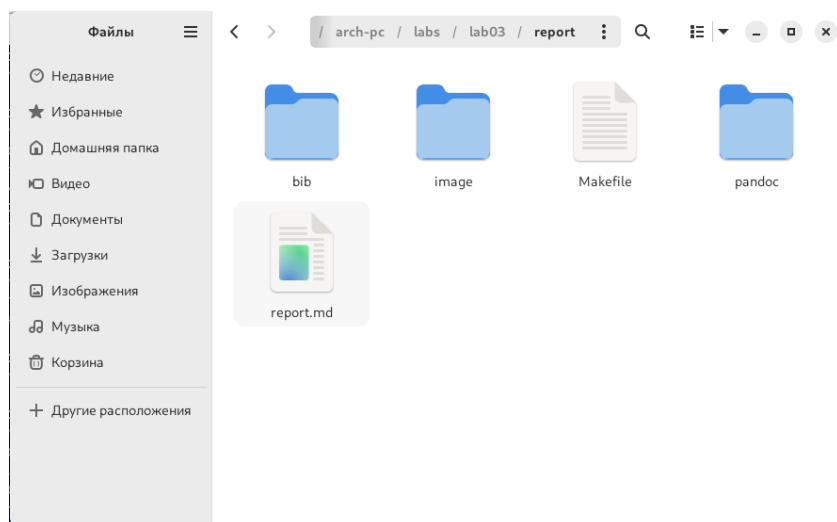 Файлы
/ arch-pc / labs / lab03 / report
Недавние
Избранные
Домашняя папка
Видео
Документы
Загрузки
Изображения
Музыка
Корзина
Другие расположения
bib
image
Makefile
pandoc
report.md